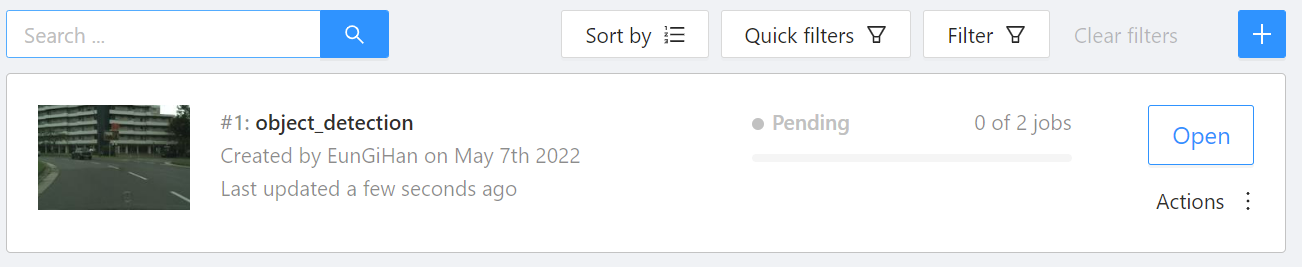 Search ...
Sort by
Quick filters
Filter
Clear filters
#1: object_detection
Created by EunGiHan on May 7th 2022
Last updated a few seconds ago
Pending
0 of 2 jobs
Open
Actions